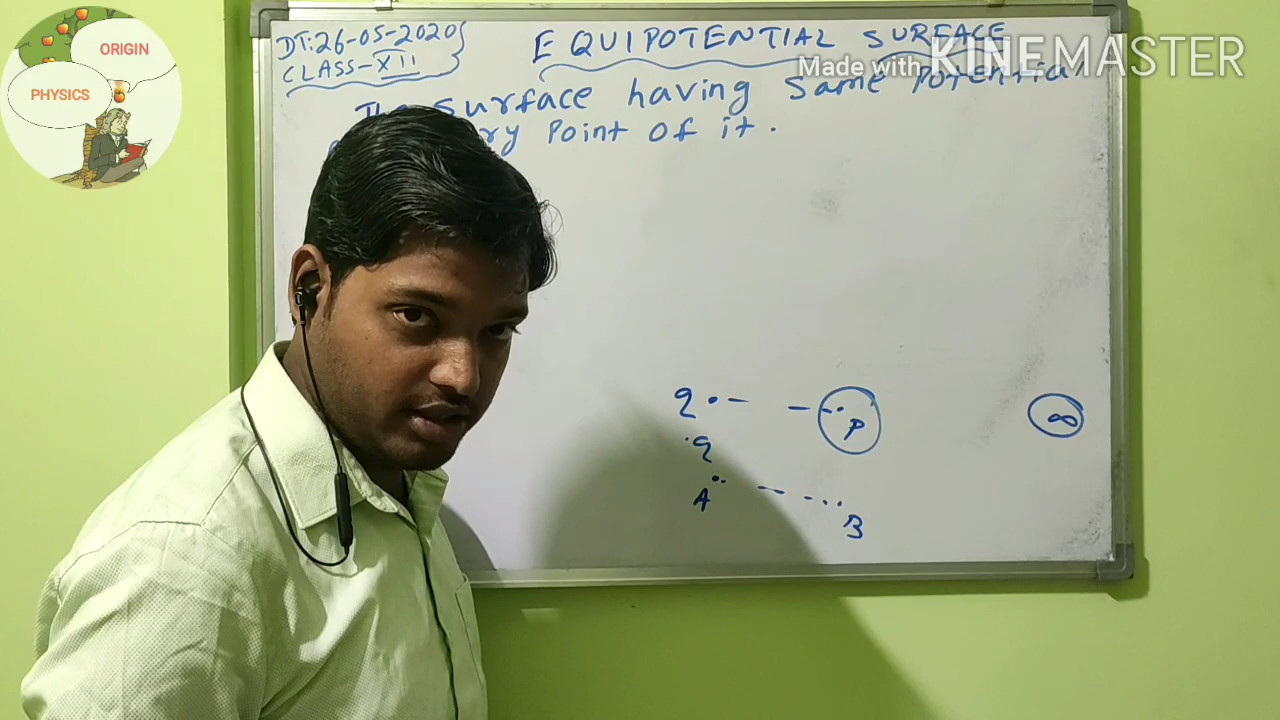 ORIGIN
PHYSICS
DT:26-05-2020
CLASS-XII
EQUIPOTENTIAL SURFACE
Made with KINEMASTER
surface having same potential
point of it.
q
P
∞
q
A
B